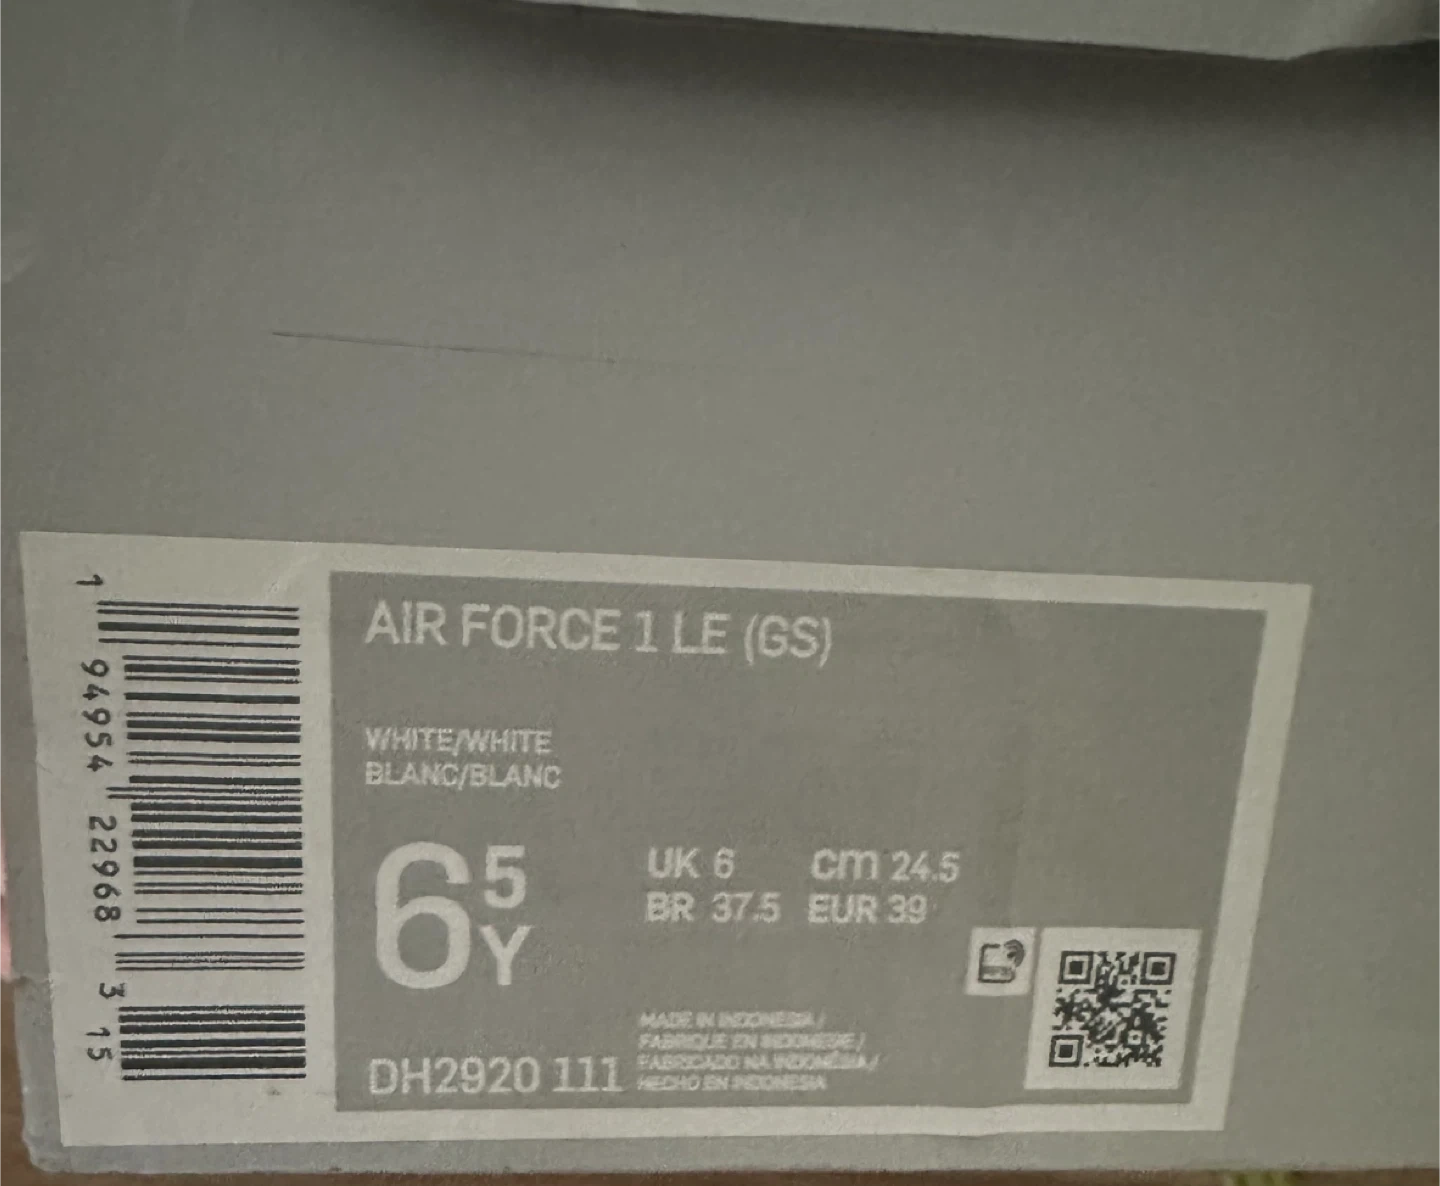 1 94954 22968 3 15
AIR FORCE 1 LE (GS)
WHITE/WHITE
BLANC/BLANC
6 5 Y
UK 6 cm 24.5
BR 37.5 EUR 39
MADE IN INDONESIA /
FABRIQUE EN INDONESIE /
FABRICADO NA INDONÉSIA /
HECHO EN INDONESIA
DH2920 111